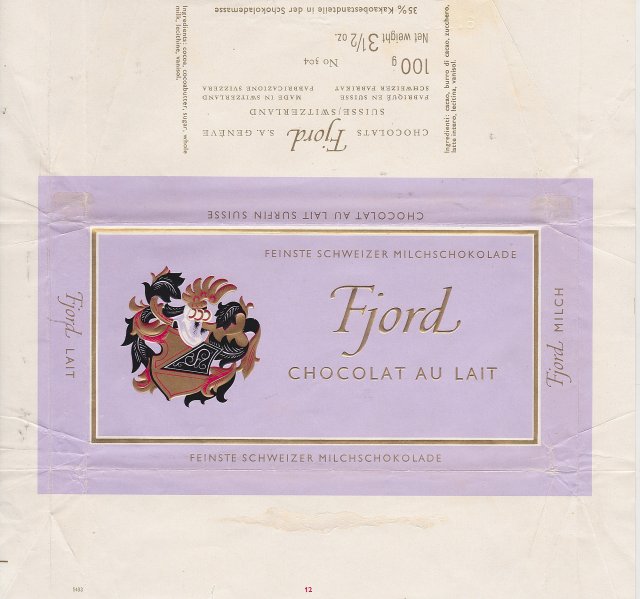 35% Kakaobestandteile in der Schokolademasse
Net weight 3 1/2 oz.
100 g
No 304
FABRIQUÉ EN SUISSE
MADE IN SWITZERLAND
SCHWEIZER FABRIKAT
FABBRICAZIONE SVIZZERA
CHOCOLATS Fjord S.A. GENÈVE
SUISSE/SWITZERLAND
Ingredients: cocoa, cocoabutter, sugar, whole
milk, lecithine, vanisol.
Ingredienti: cacao, burro di cacao, zucchero,
latte intero, lecitina, vanisol.
CHOCOLAT AU LAIT SURFIN SUISSE
FEINSTE SCHWEIZER MILCHSCHOKOLADE
Fjord
CHOCOLAT AU LAIT
Fjord LAIT
Fjord MILCH
FEINSTE SCHWEIZER MILCHSCHOKOLADE
12